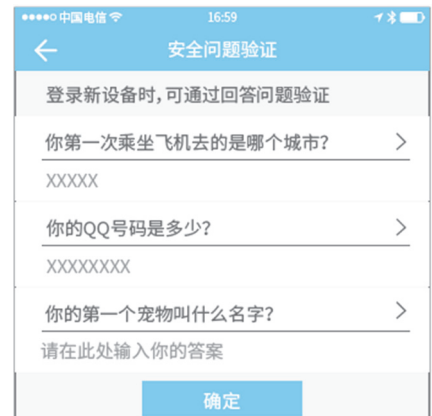 中国电信 16:59
安全问题验证
登录新设备时,可通过回答问题验证
你第一次乘坐飞机去的是哪个城市?
XXXXX
你的QQ号码是多少?
XXXXXXXX
你的第一个宠物叫什么名字?
请在此处输入你的答案
确定